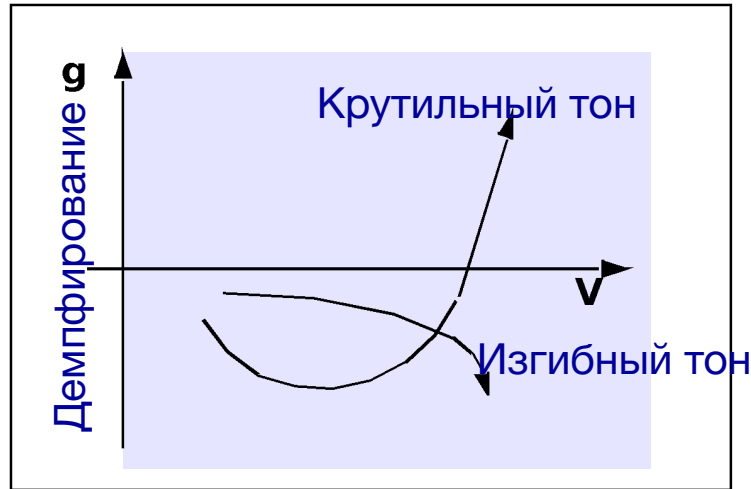 g
Демпфирование
Крутильный тон
V
Изгибный тон